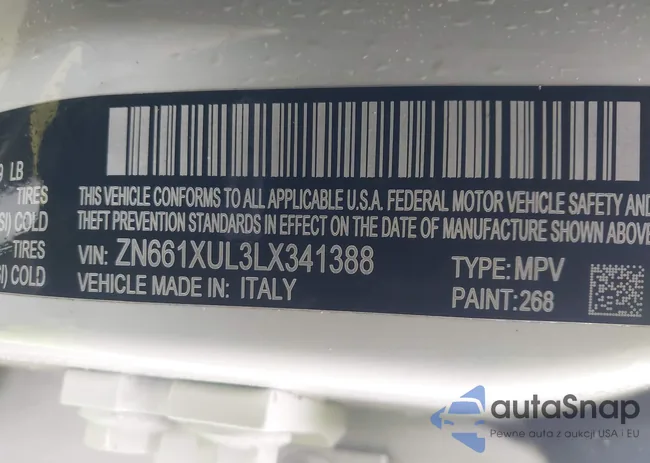 9 LB
TIRES
SI) COLD
TIRES
SI) COLD
THIS VEHICLE CONFORMS TO ALL APPLICABLE U.S.A. FEDERAL MOTOR VEHICLE SAFETY AND
THEFT PREVENTION STANDARDS IN EFFECT ON THE DATE OF MANUFACTURE SHOWN ABOVE
VIN: ZN661XUL3LX341388 TYPE: MPV
VEHICLE MADE IN: ITALY PAINT: 268
autaSnap
Pewne auta z aukcji USA i EU